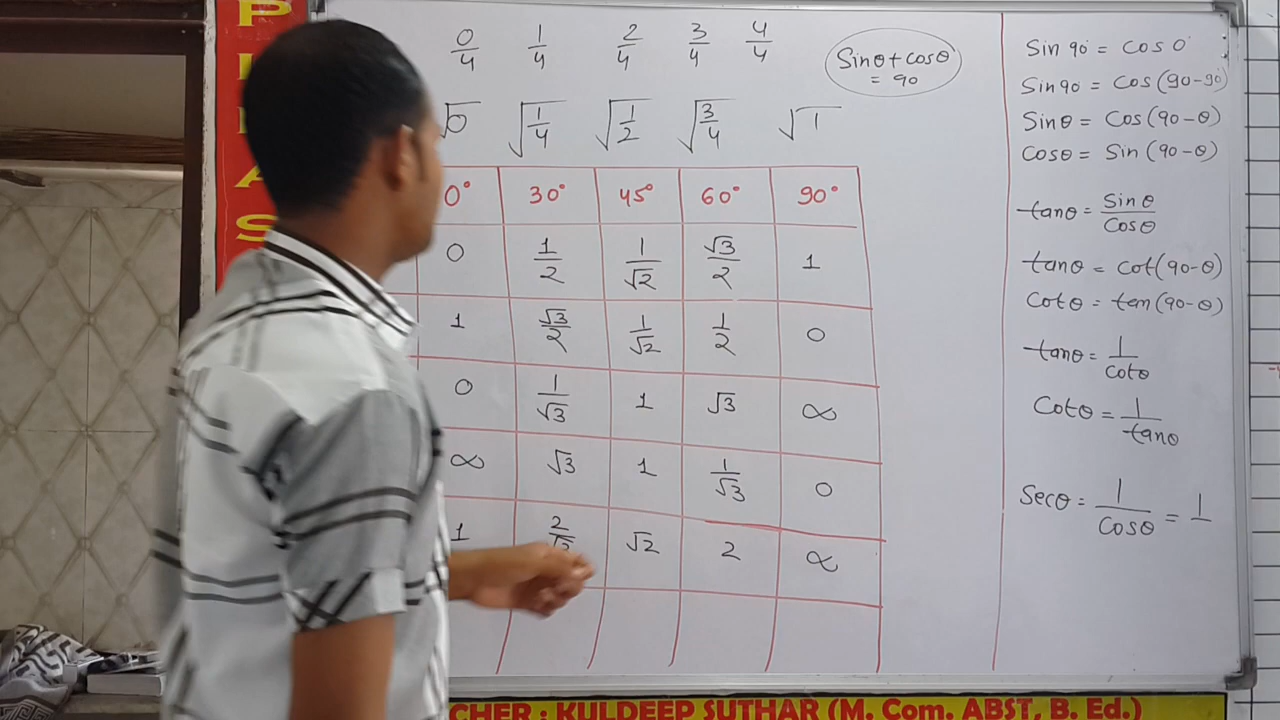 0/4 1/4 2/4 3/4 4/4
√0 √1/4 √1/2 √3/4 √1
0° 30° 45° 60° 90°
0 1/2 1/√2 √3/2 1
1 √3/2 1/√2 1/2 0
0 1/√3 1 √3 ∞
∞ √3 1 1/√3 0
1 √2 2 ∝
Sinθ+cosθ
= 90
Sin 90 = cos 0°
Sin 90 = cos (90-90)
Sinθ = Cos (90-θ)
Cosθ = Sin (90-θ)
tanθ = Sinθ/Cosθ
tanθ = cot(90-θ)
Cotθ = tan (90-θ)
tanθ = 1/cotθ
Cotθ = 1/tanθ
Secθ = 1/Cosθ = 1/
CHER : KULDEEP SUTHAR (M. Com. ABST, B. Ed.)